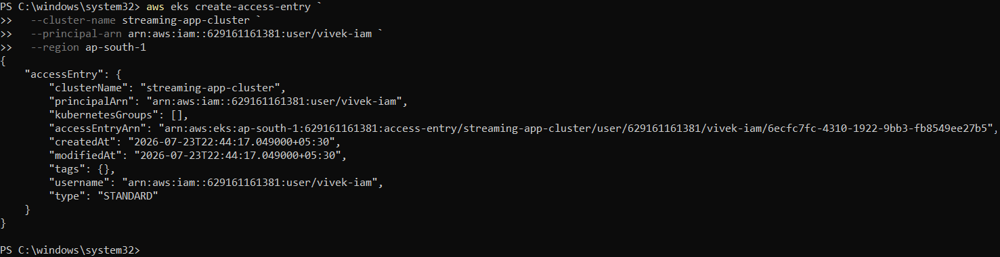 PS C:\windows\system32> aws eks create-access-entry `
>>   --cluster-name streaming-app-cluster `
>>   --principal-arn arn:aws:iam::629161161381:user/vivek-iam `
>>   --region ap-south-1
{
    "accessEntry": {
        "clusterName": "streaming-app-cluster",
        "principalArn": "arn:aws:iam::629161161381:user/vivek-iam",
        "kubernetesGroups": [],
        "accessEntryArn": "arn:aws:eks:ap-south-1:629161161381:access-entry/streaming-app-cluster/user/629161161381/vivek-iam/6ecfc7fc-4310-1922-9bb3-fb8549ee27b5",
        "createdAt": "2026-07-23T22:44:17.049000+05:30",
        "modifiedAt": "2026-07-23T22:44:17.049000+05:30",
        "tags": {},
        "username": "arn:aws:iam::629161161381:user/vivek-iam",
        "type": "STANDARD"
    }
}
PS C:\windows\system32>